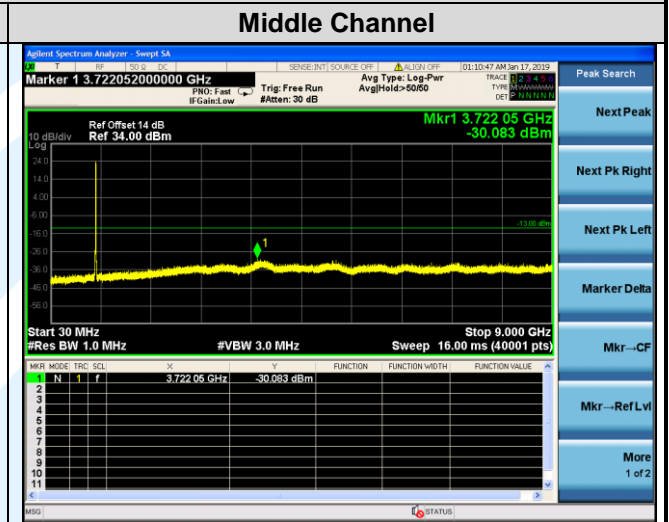 Middle Channel
Agilent Spectrum Analyzer - Swept SA
LXI T RF 50 Ω DC SENSE:INT SOURCE OFF ALIGN OFF 01:10:47 AM Jan 17, 2019
Marker 1 3.722052000000 GHz
PNO: Fast
IFGain:Low
Trig: Free Run
#Atten: 30 dB
Avg Type: Log-Pwr
Avg|Hold:>50/50
TRACE 1 2 3 4 5 6
TYPE M
DET P N N N N N
Peak Search
Next Peak
Next Pk Right
Next Pk Left
Marker Delta
Mkr→CF
Mkr→Ref Lvl
More
1 of 2
Mkr1 3.722 05 GHz
-30.083 dBm
Ref Offset 14 dB
10 dB/div Ref 34.00 dBm
Log
24.0
14.0
4.00
-6.00
-13.00 dBm
-16.0
1
-26.0
-36.0
-46.0
-56.0
Start 30 MHz Stop 9.000 GHz
#Res BW 1.0 MHz #VBW 3.0 MHz Sweep 16.00 ms (40001 pts)
MKR MODE TRC SCL X Y FUNCTION FUNCTION WIDTH FUNCTION VALUE
1 N 1 f 3.722 05 GHz -30.083 dBm
2
3
4
5
6
7
8
9
10
11
MSG STATUS